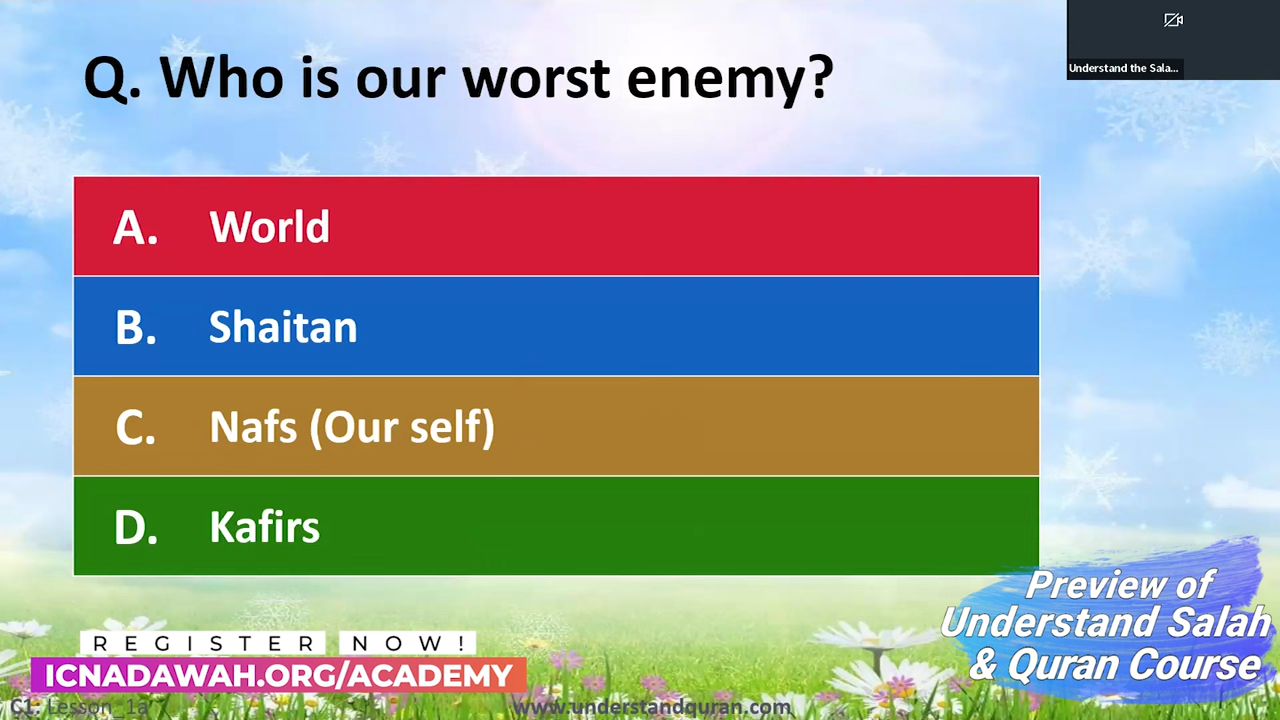 Q. Who is our worst enemy?
Understand the Sala...
A. World
B. Shaitan
C. Nafs (Our self)
D. Kafirs
Preview of
Understand Salah
& Quran Course
REGISTER NOW!
ICNADAWAH.ORG/ACADEMY
C1: Lesson_1a
www.understandquran.com